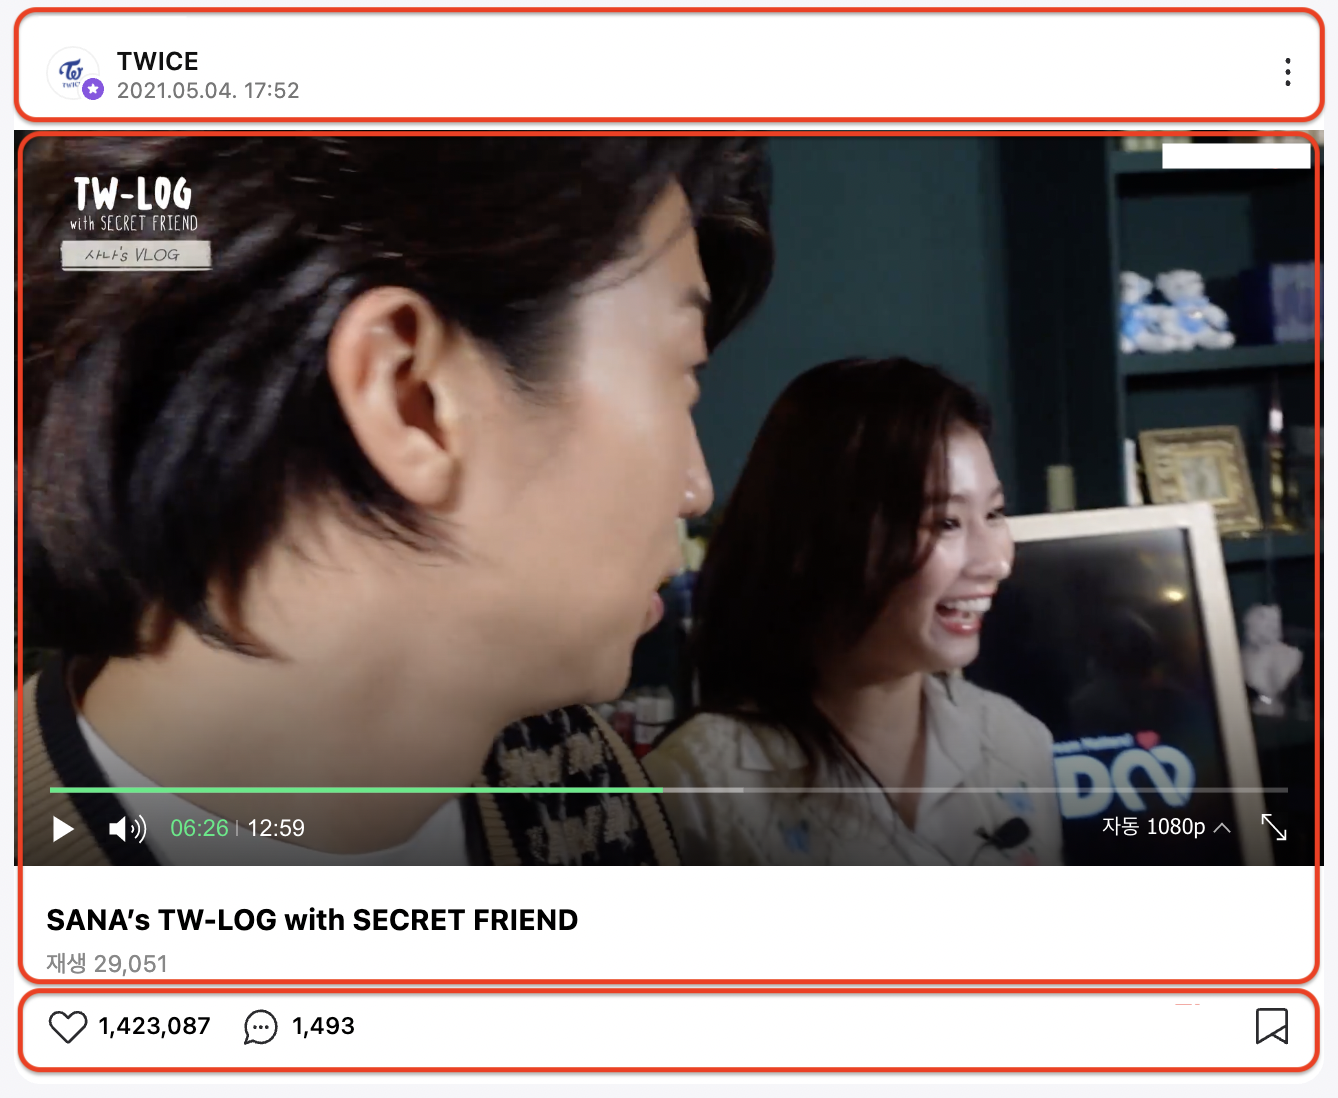 TWICE
2021.05.04. 17:52
TW-LOG
with SECRET FRIEND
사나's VLOG
06:26 | 12:59
자동 1080p
SANA’s TW-LOG with SECRET FRIEND
재생 29,051
1,423,087
1,493